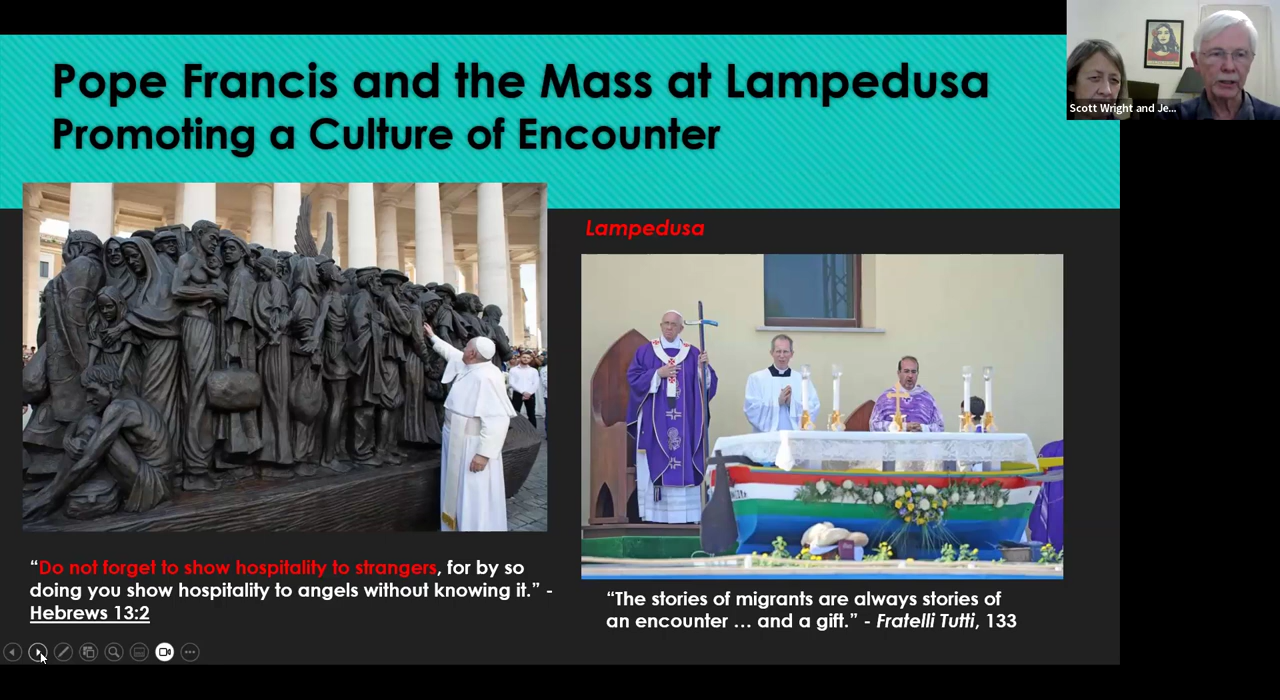 Pope Francis and the Mass at Lampedusa
Promoting a Culture of Encounter
Scott Wright and Je...
Lampedusa
“Do not forget to show hospitality to strangers, for by so
doing you show hospitality to angels without knowing it.” -
Hebrews 13:2
“The stories of migrants are always stories of
an encounter … and a gift.” - Fratelli Tutti, 133